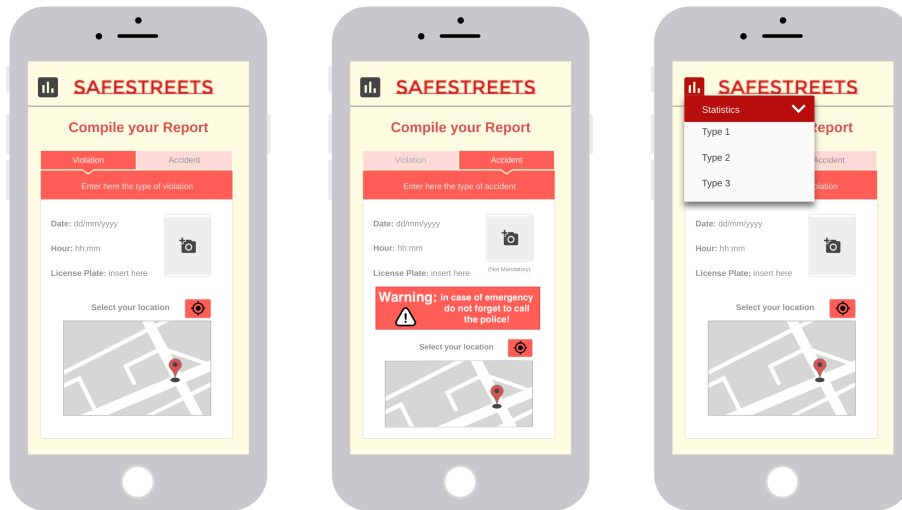 SAFESTREETS
Compile your Report
Violation Accident
Enter here the type of violation
Date: dd/mm/yyyy
Hour: hh:mm
License Plate: insert here
Select your location
SAFESTREETS
Compile your Report
Violation Accident
Enter here the type of accident
Date: dd/mm/yyyy
Hour: hh:mm
(Not Mandatory)
License Plate: insert here
Warning: in case of emergency
do not forget to call
the police!
Select your location
SAFESTREETS
Statistics
Report
Type 1
Accident
Type 2
Type 3
olation
Date: dd/mm/yyyy
Hour: hh:mm
License Plate: insert here
Select your location